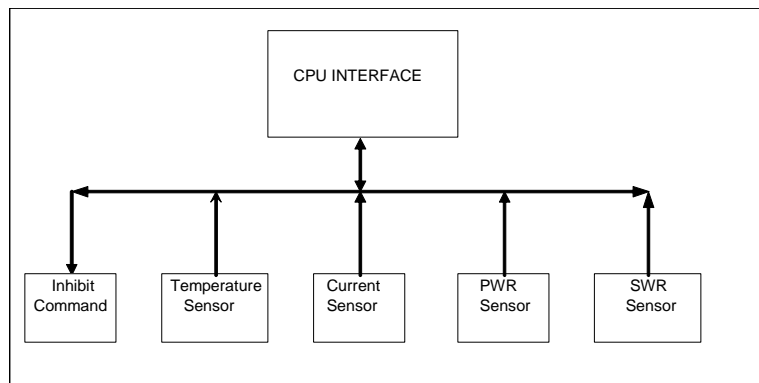 CPU INTERFACE
Inhibit
Command
Temperature
Sensor
Current
Sensor
PWR
Sensor
SWR
Sensor